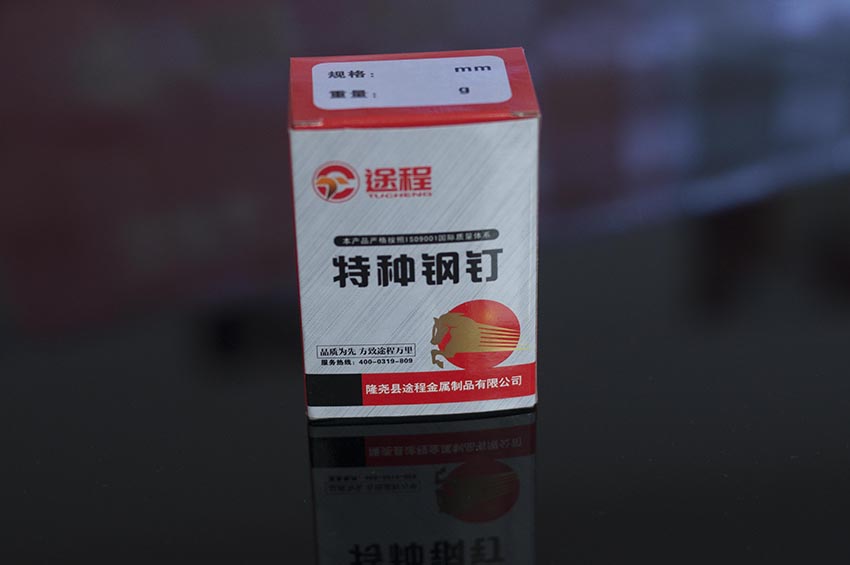 规格： mm
重量： g
途程
TUCHENG
本产品严格按照ISO9001国际质量体系
特种钢钉
品质为先 方致途程万里
服务热线：400-0319-809
隆尧县途程金属制品有限公司